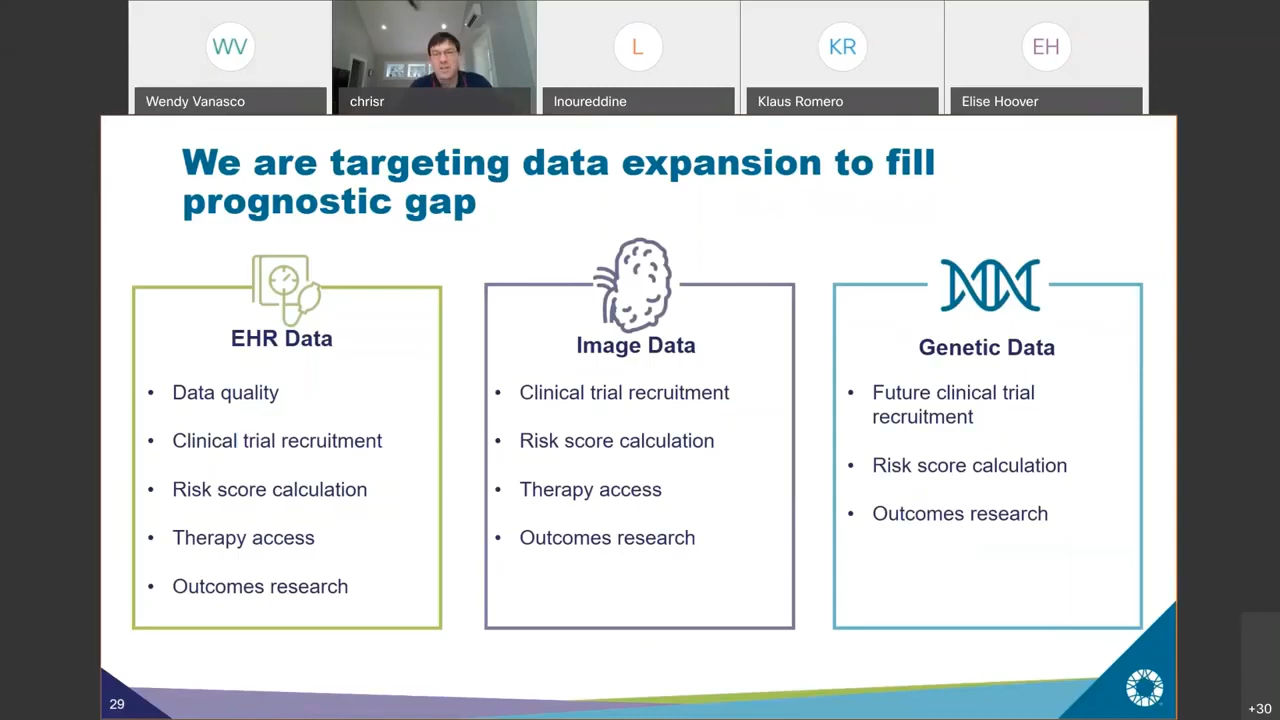 WV
L
KR
EH
Wendy Vanasco
chrisr
lnoureddine
Klaus Romero
Elise Hoover
We are targeting data expansion to fill
prognostic gap
EHR Data
• Data quality
• Clinical trial recruitment
• Risk score calculation
• Therapy access
• Outcomes research
Image Data
• Clinical trial recruitment
• Risk score calculation
• Therapy access
• Outcomes research
Genetic Data
• Future clinical trial
recruitment
• Risk score calculation
• Outcomes research
29
+30